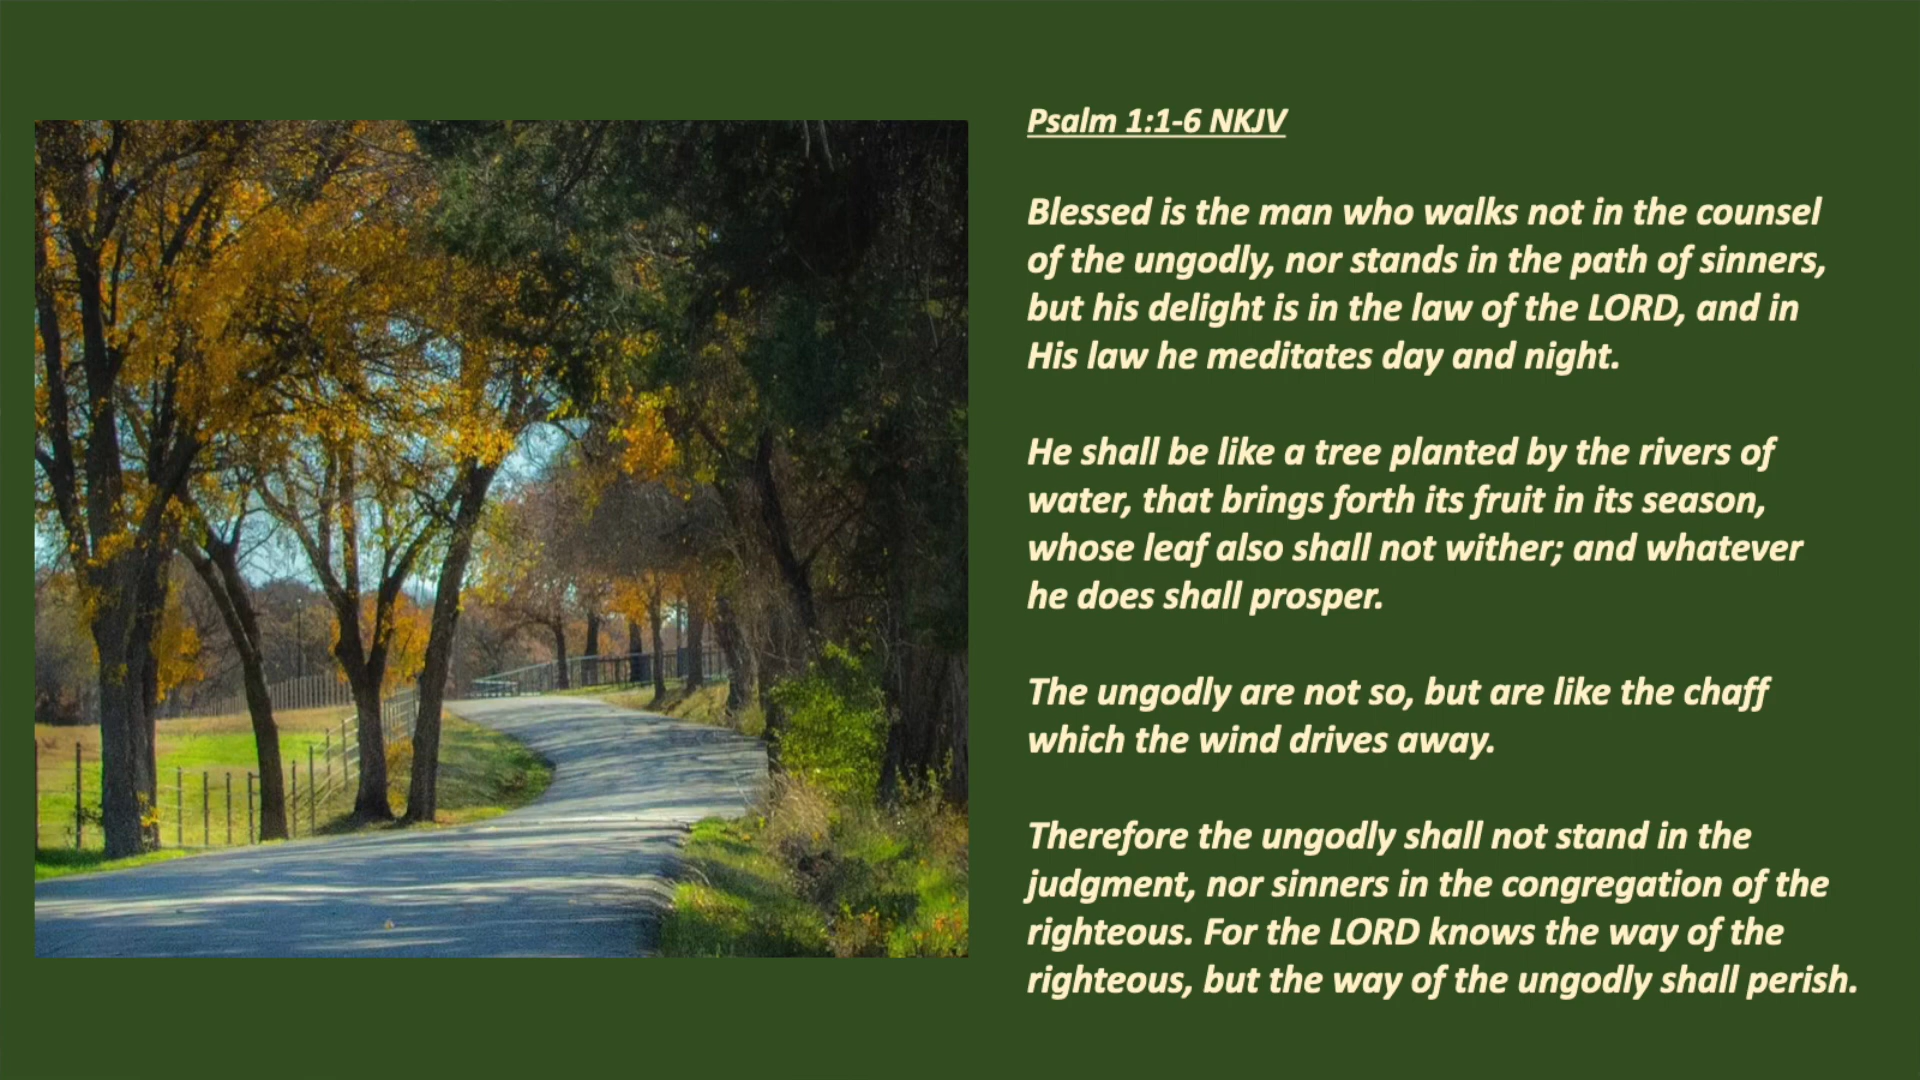 Psalm 1:1-6 NKJV
Blessed is the man who walks not in the counsel
of the ungodly, nor stands in the path of sinners,
but his delight is in the law of the LORD, and in
His law he meditates day and night.
He shall be like a tree planted by the rivers of
water, that brings forth its fruit in its season,
whose leaf also shall not wither; and whatever
he does shall prosper.
The ungodly are not so, but are like the chaff
which the wind drives away.
Therefore the ungodly shall not stand in the
judgment, nor sinners in the congregation of the
righteous. For the LORD knows the way of the
righteous, but the way of the ungodly shall perish.